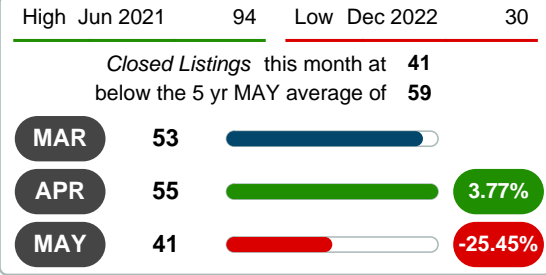 High Jun 2021 94 Low Dec 2022 30
Closed Listings this month at 41
below the 5 yr MAY average of 59
MAR 53
APR 55 3.77%
MAY 41 -25.45%